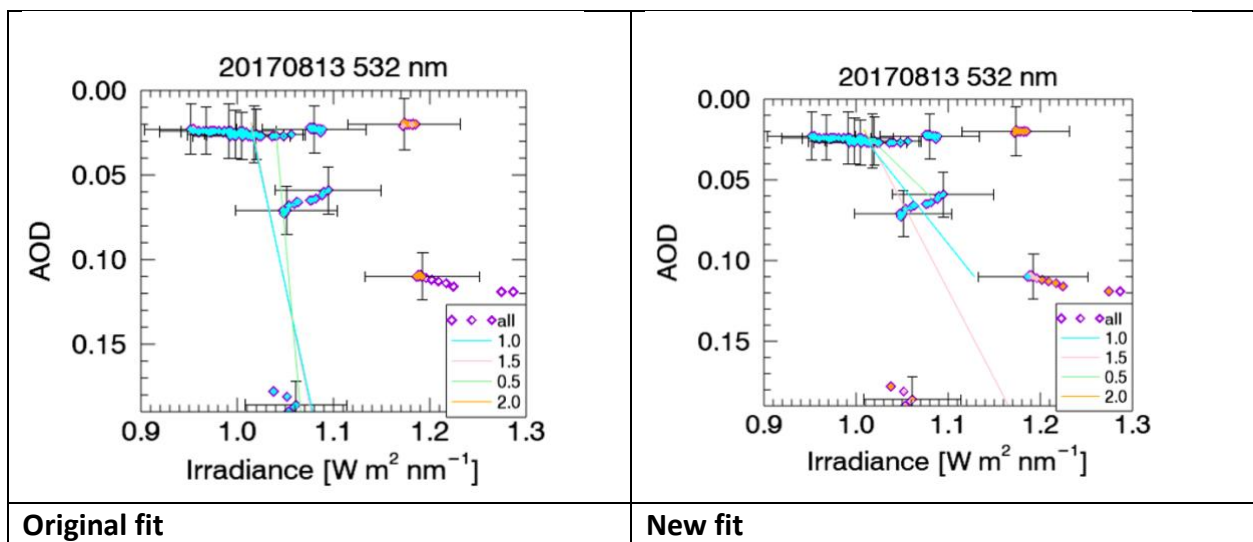 20170813 532 nm
0.00
0.05
0.10
0.15
AOD
all
1.0
1.5
0.5
2.0
0.9 1.0 1.1 1.2 1.3
Irradiance [W m² nm⁻¹]
Original fit
20170813 532 nm
0.00
0.05
0.10
0.15
AOD
all
1.0
1.5
0.5
2.0
0.9 1.0 1.1 1.2 1.3
Irradiance [W m² nm⁻¹]
New fit